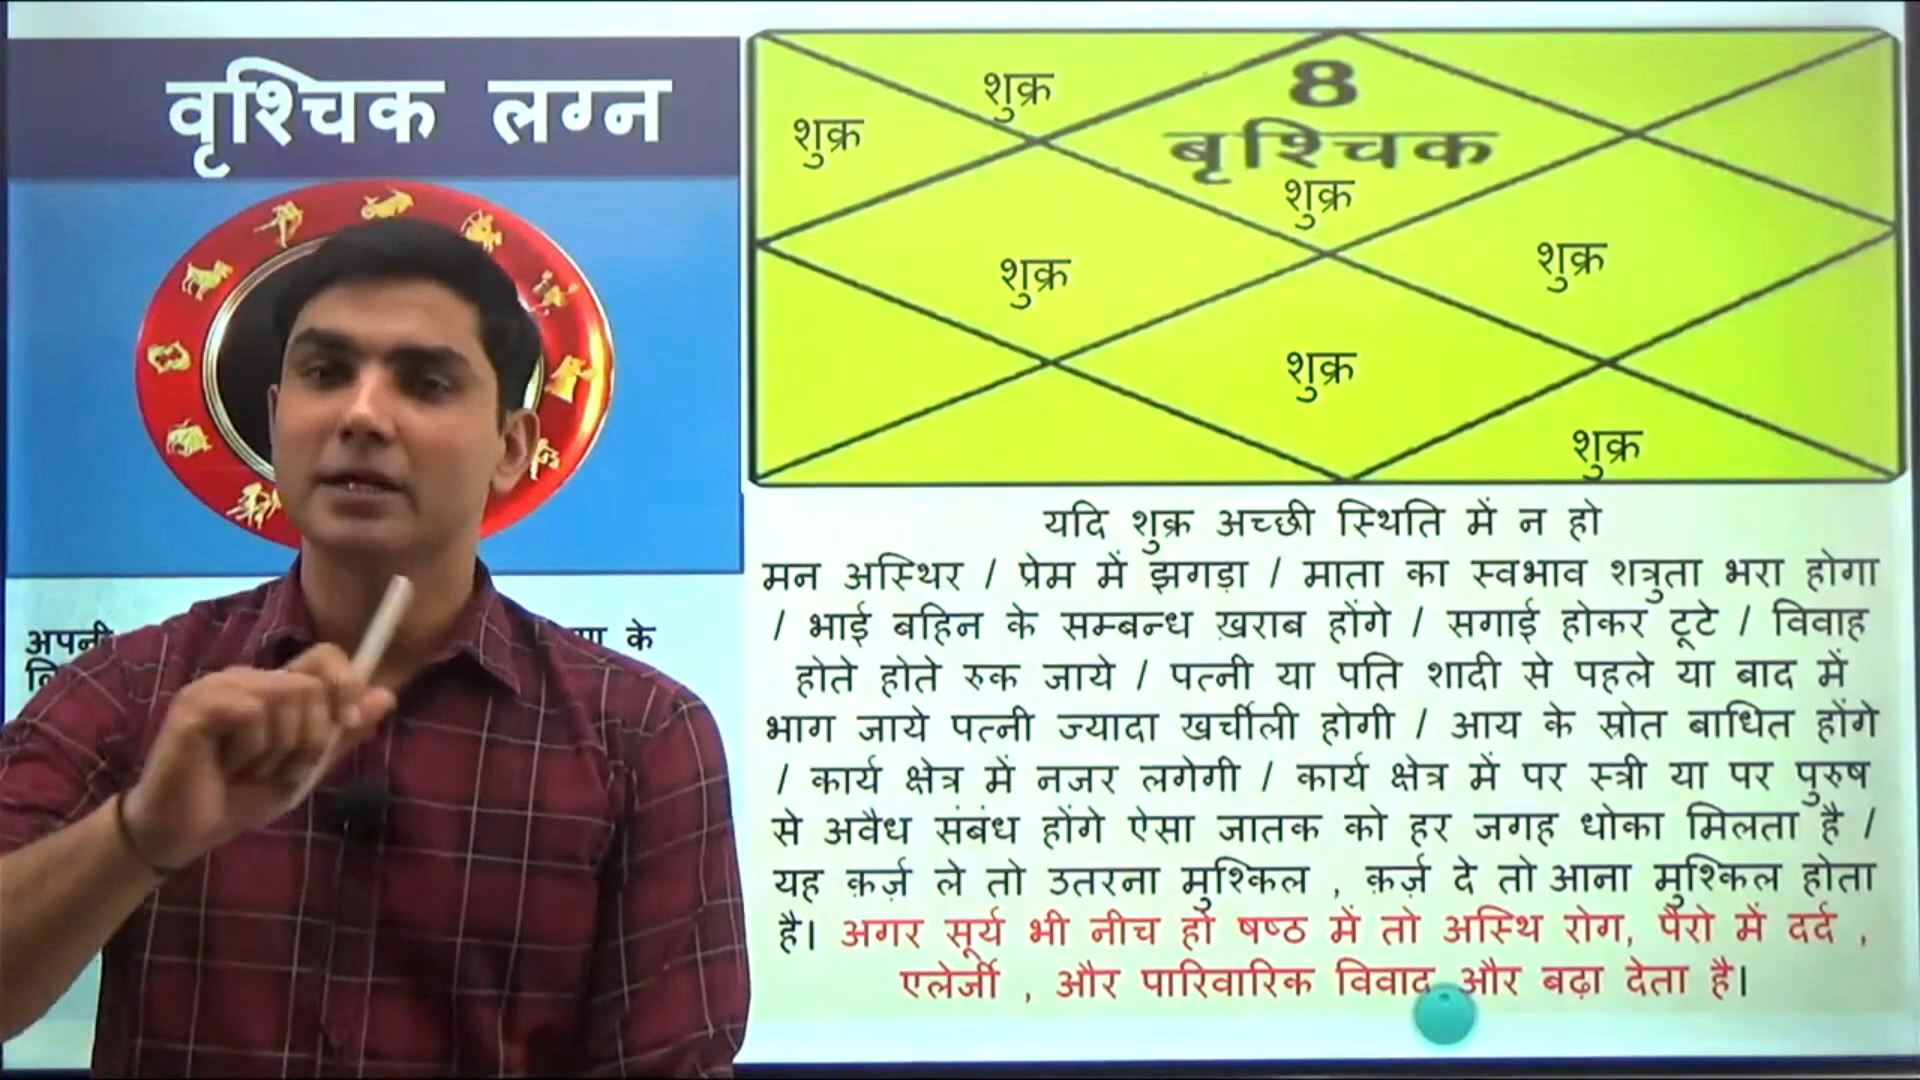 वृश्चिक लग्न
शुक्र
शुक्र
8
बृश्चिक
शुक्र
शुक्र
शुक्र
शुक्र
शुक्र
यदि शुक्र अच्छी स्थिति में न हो
मन अस्थिर / प्रेम में झगड़ा / माता का स्वभाव शत्रुता भरा होगा
/ भाई बहिन के सम्बन्ध ख़राब होंगे / सगाई होकर टूटे / विवाह
होते होते रुक जाये / पत्नी या पति शादी से पहले या बाद में
भाग जाये पत्नी ज्यादा खर्चीली होगी / आय के स्रोत बाधित होंगे
/ कार्य क्षेत्र में नजर लगेगी / कार्य क्षेत्र में पर स्त्री या पर पुरुष
से अवैध संबंध होंगे ऐसा जातक को हर जगह धोका मिलता है /
यह क़र्ज़ ले तो उतरना मुश्किल , क़र्ज़ दे तो आना मुश्किल होता
है। अगर सूर्य भी नीच हो षष्ठ में तो अस्थि रोग, पैरो में दर्द ,
एलेर्जी , और पारिवारिक विवाद और बढ़ा देता है।
अपनी
के